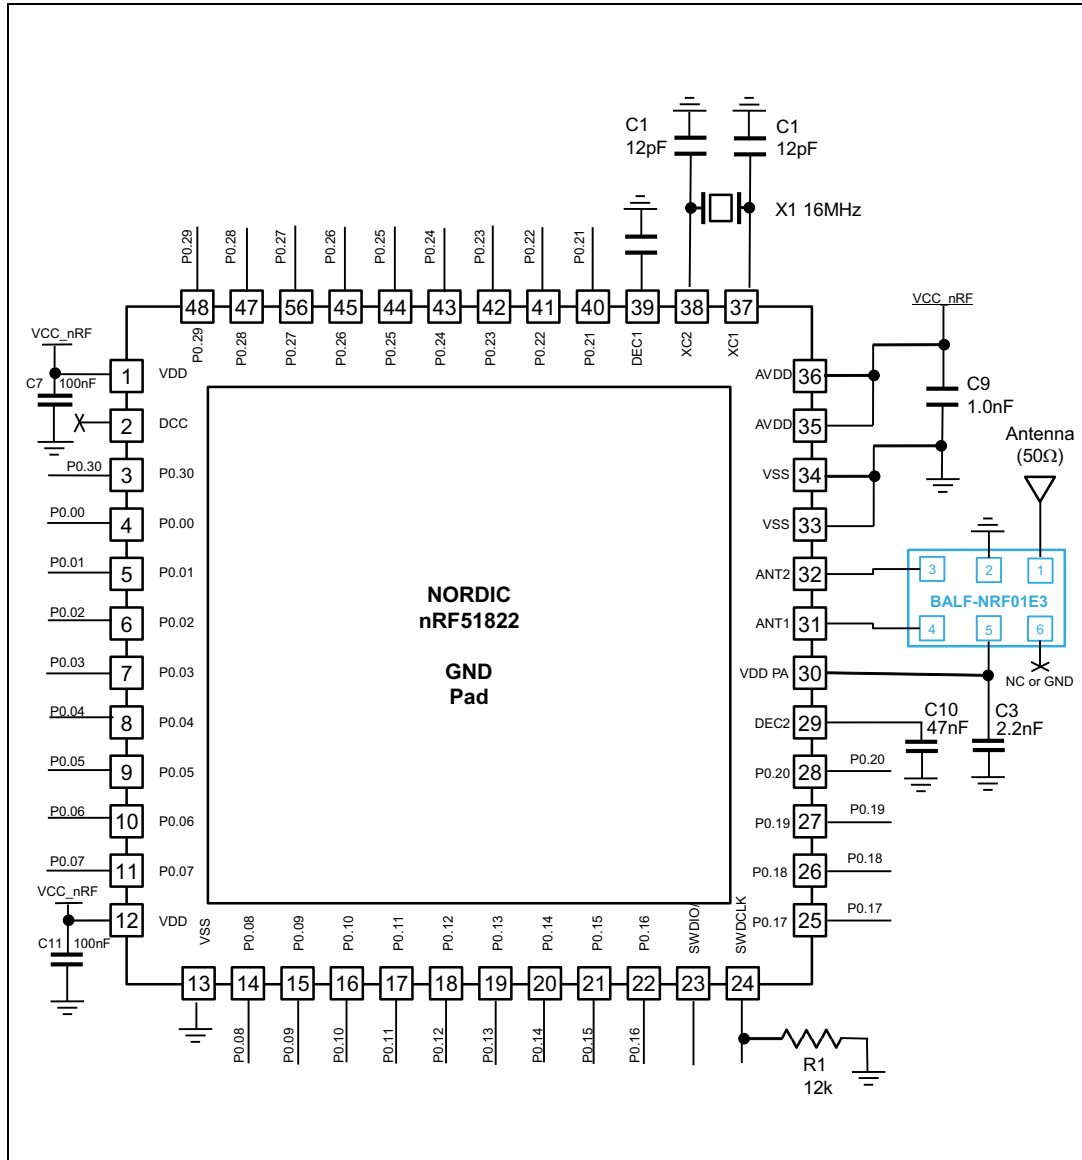 C1
12pF
C1
12pF
X1 16MHz
P0.29
P0.28
P0.27
P0.26
P0.25
P0.24
P0.23
P0.22
P0.21
48
47
56
45
44
43
42
41
40
39
38
37
P0.29
P0.28
P0.27
P0.26
P0.25
P0.24
P0.23
P0.22
P0.21
DEC1
XC2
XC1
VCC_nRF
C7
100nF
1
VDD
2
DCC
P0.30
3
P0.30
P0.00
4
P0.00
P0.01
5
P0.01
P0.02
6
P0.02
P0.03
7
P0.03
P0.04
8
P0.04
P0.05
9
P0.05
P0.06
10
P0.06
P0.07
11
P0.07
VCC_nRF
12
VDD
C11
100nF
NORDIC
nRF51822
GND
Pad
VCC_nRF
AVDD
36
C9
1.0nF
AVDD
35
Antenna
(50Ω)
VSS
34
VSS
33
ANT2
32
3
2
1
BALF-NRF01E3
ANT1
31
4
5
6
VDD PA
30
NC or GND
DEC2
29
C10
47nF
C3
2.2nF
P0.20
28
P0.20
P0.19
27
P0.19
P0.18
26
P0.18
P0.17
25
P0.17
VSS
P0.08
P0.09
P0.10
P0.11
P0.12
P0.13
P0.14
P0.15
P0.16
SWDIO/
SWDCLK
13
14
15
16
17
18
19
20
21
22
23
24
P0.08
P0.09
P0.10
P0.11
P0.12
P0.13
P0.14
P0.15
P0.16
R1
12k